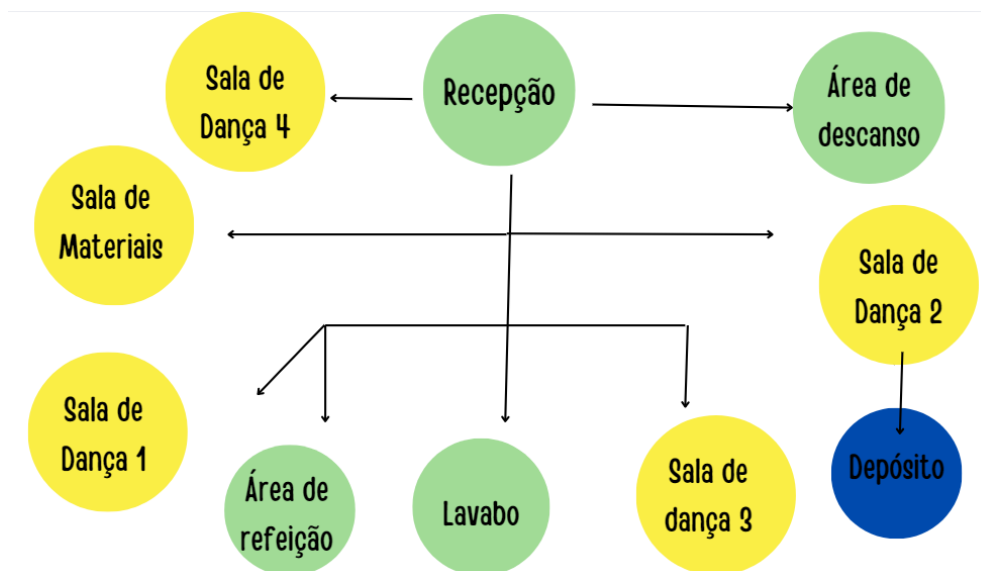 Sala de
Dança 4
Recepção
Área de
descanso
Sala de
Materiais
Sala de
Dança 2
Sala de
Dança 1
Área de
refeição
Lavabo
Sala de
dança 3
Depósito